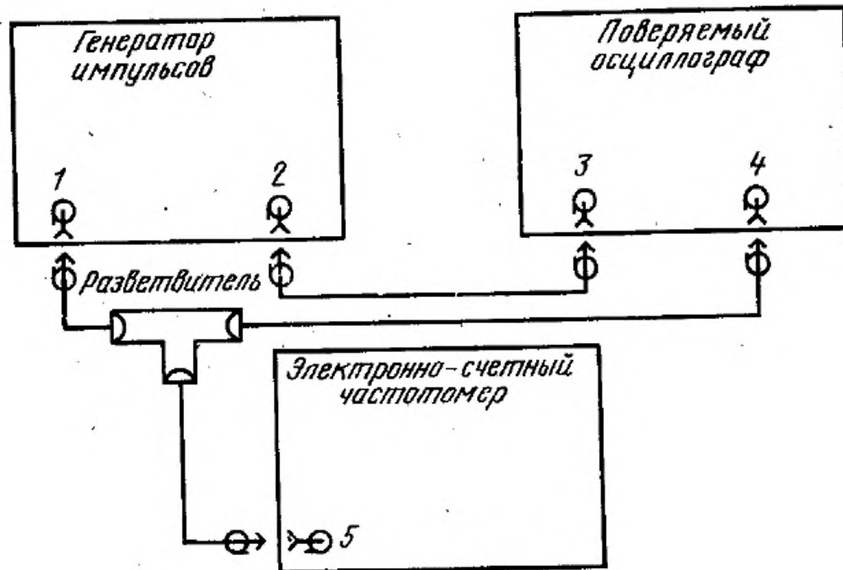 Генератор
импульсов
Поверяемый
осциллограф
1
2
3
4
Разветвитель
Электронно-счетный
частотомер
5